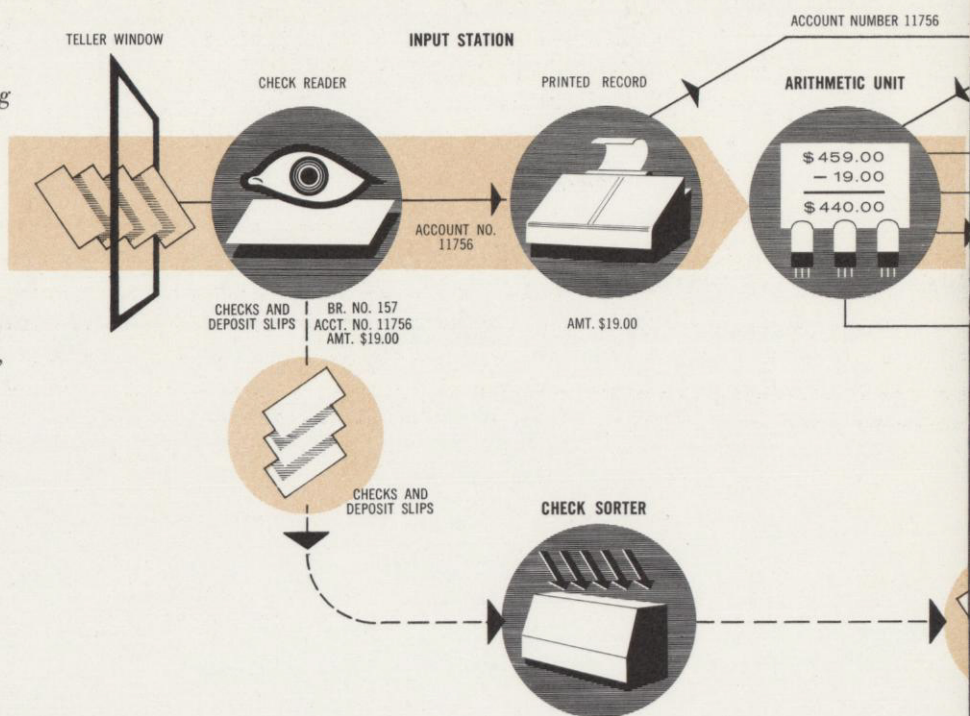 ACCOUNT NUMBER 11756
TELLER WINDOW
INPUT STATION
CHECK READER
PRINTED RECORD
ARITHMETIC UNIT
$459.00
– 19.00
$440.00
ACCOUNT NO.
11756
CHECKS AND
DEPOSIT SLIPS
BR. NO. 157
ACCT. NO. 11756
AMT. $19.00
AMT. $19.00
CHECKS AND
DEPOSIT SLIPS
CHECK SORTER